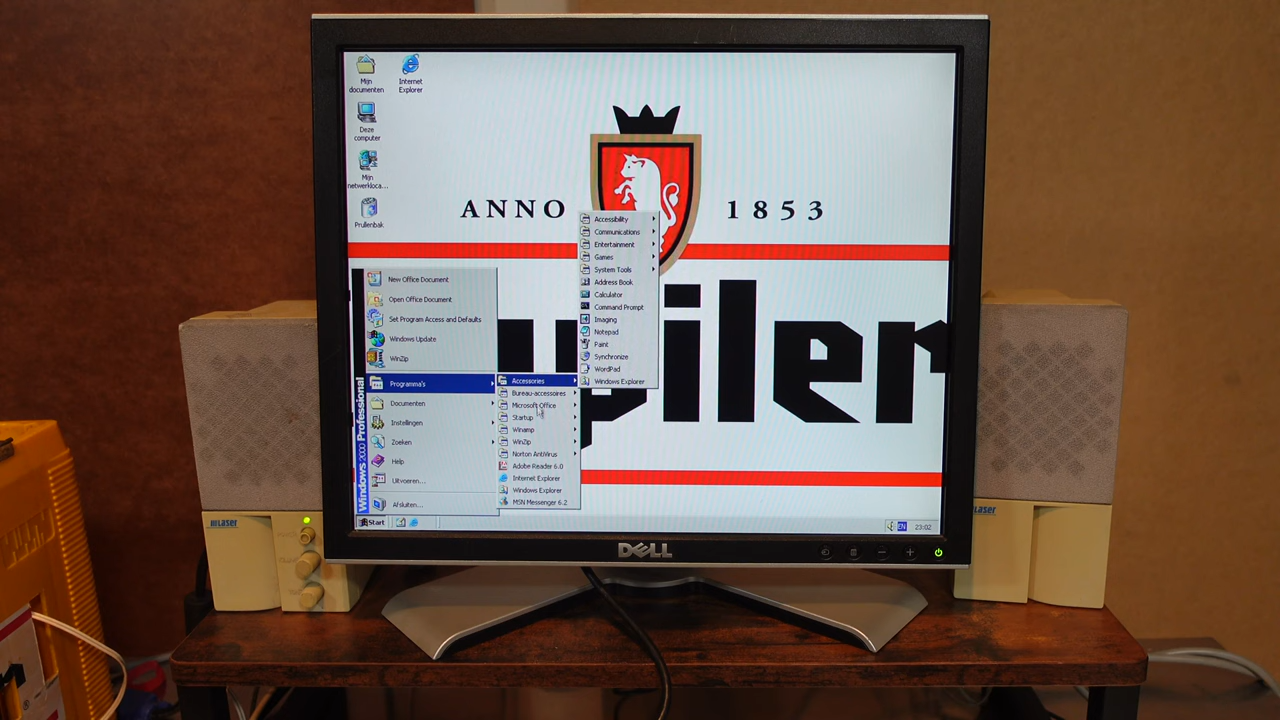 Mijn
documenten
Internet
Explorer
Deze
computer
Mijn
netwerkloca...
Prullenbak
ANNO
1853
piler
New Office Document
Open Office Document
Set Program Access and Defaults
Windows Update
WinZip
Programma's
Documenten
Instellingen
Zoeken
Help
Uitvoeren...
Afsluiten...
Windows 2000 Professional
Accessories
Bureau-accessoires
Microsoft Office
Startup
Winamp
WinZip
Norton AntiVirus
Adobe Reader 6.0
Internet Explorer
Windows Explorer
MSN Messenger 6.2
Accessibility
Communications
Entertainment
Games
System Tools
Address Book
Calculator
Command Prompt
Imaging
Notepad
Paint
Synchronize
WordPad
Windows Explorer
Start
EN
23:02
DELL
LASER
LASER